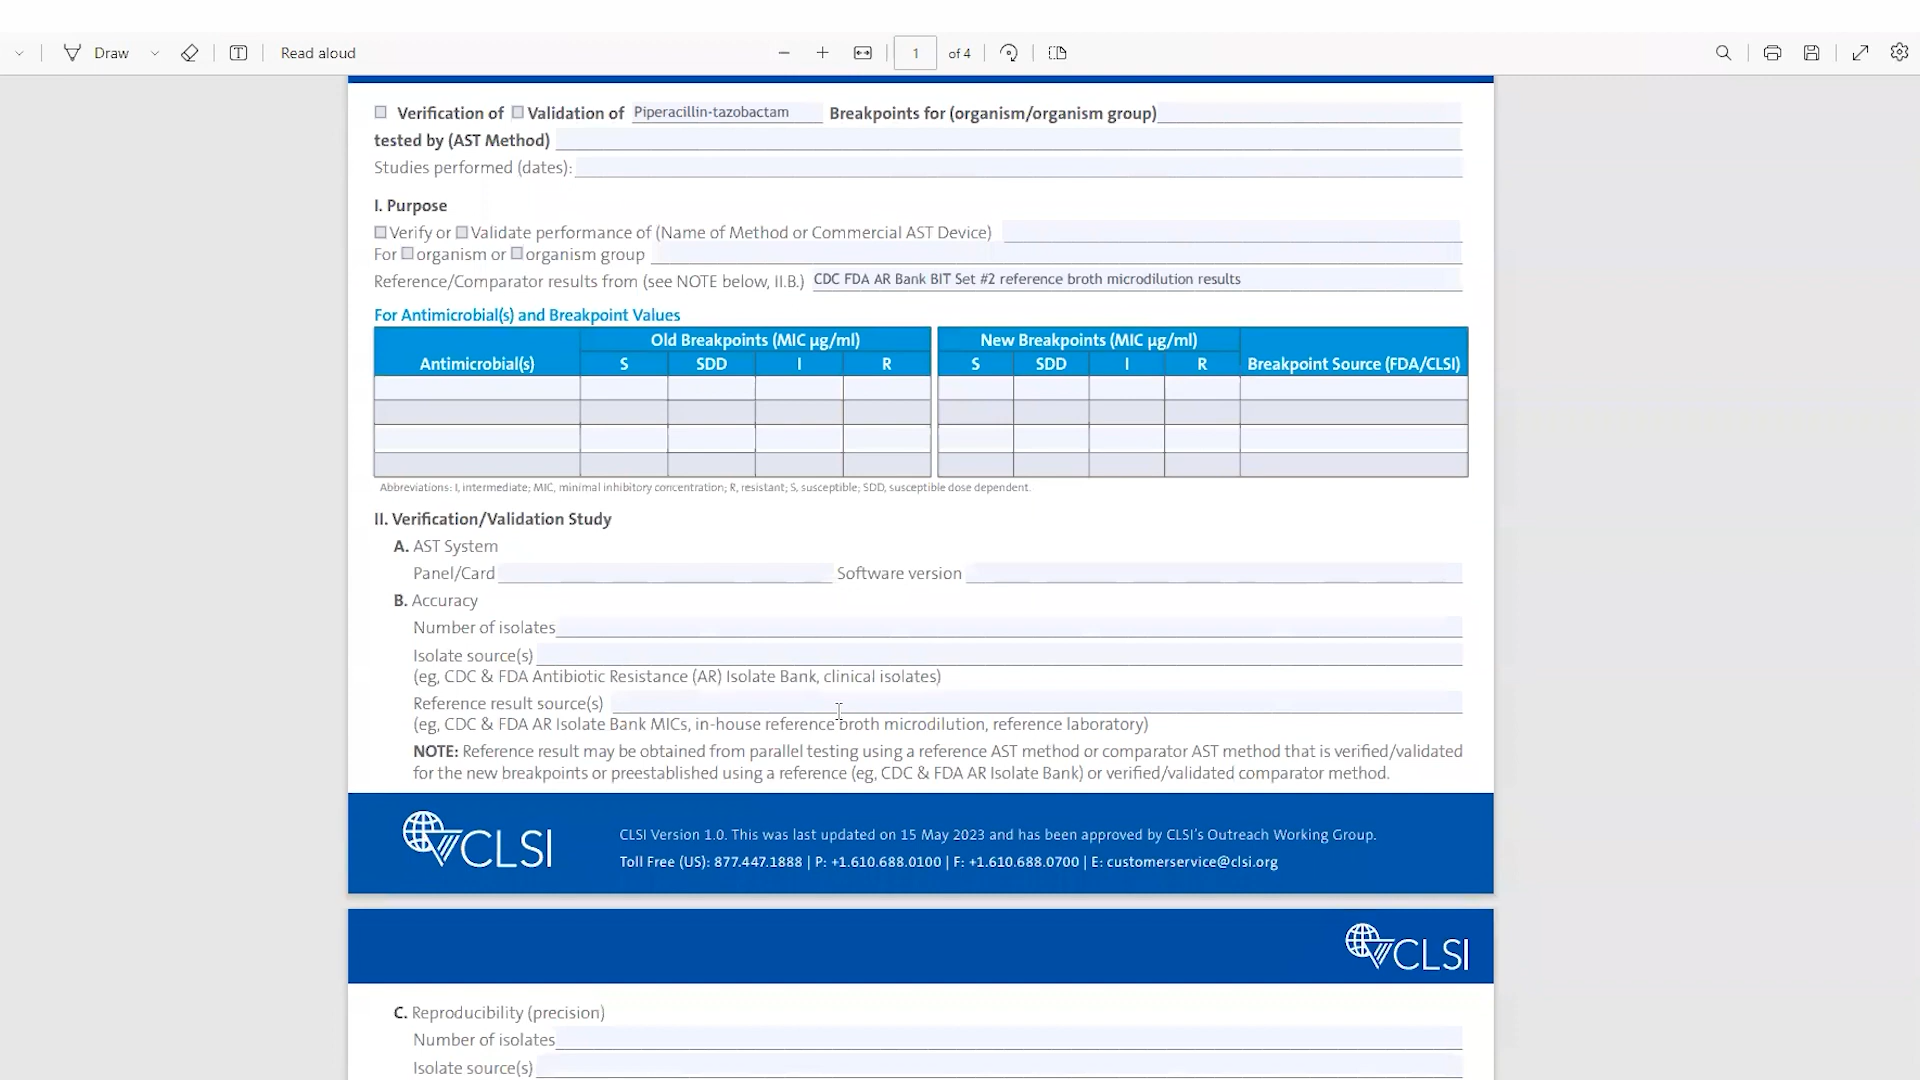 Draw
Read aloud
1 of 4
Verification of Validation of Piperacillin-tazobactam Breakpoints for (organism/organism group)
tested by (AST Method)
Studies performed (dates):
I. Purpose
Verify or Validate performance of (Name of Method or Commercial AST Device)
For organism or organism group
Reference/Comparator results from (see NOTE below, II.B.) CDC FDA AR Bank BIT Set #2 reference broth microdilution results
For Antimicrobial(s) and Breakpoint Values
Old Breakpoints (MIC µg/ml) New Breakpoints (MIC µg/ml)
Antimicrobial(s) S SDD I R S SDD I R Breakpoint Source (FDA/CLSI)
Abbreviations: I, intermediate; MIC, minimal inhibitory concentration; R, resistant; S, susceptible; SDD, susceptible dose dependent.
II. Verification/Validation Study
A. AST System
Panel/Card Software version
B. Accuracy
Number of isolates
Isolate source(s)
(eg, CDC & FDA Antibiotic Resistance (AR) Isolate Bank, clinical isolates)
Reference result source(s)
(eg, CDC & FDA AR Isolate Bank MICs, in-house reference broth microdilution, reference laboratory)
NOTE: Reference result may be obtained from parallel testing using a reference AST method or comparator AST method that is verified/validated
for the new breakpoints or preestablished using a reference (eg, CDC & FDA AR Isolate Bank) or verified/validated comparator method.
CLSI
CLSI Version 1.0. This was last updated on 15 May 2023 and has been approved by CLSI's Outreach Working Group.
Toll Free (US): 877.447.1888 | P: +1.610.688.0100 | F: +1.610.688.0700 | E: customerservice@clsi.org
CLSI
C. Reproducibility (precision)
Number of isolates
Isolate source(s)